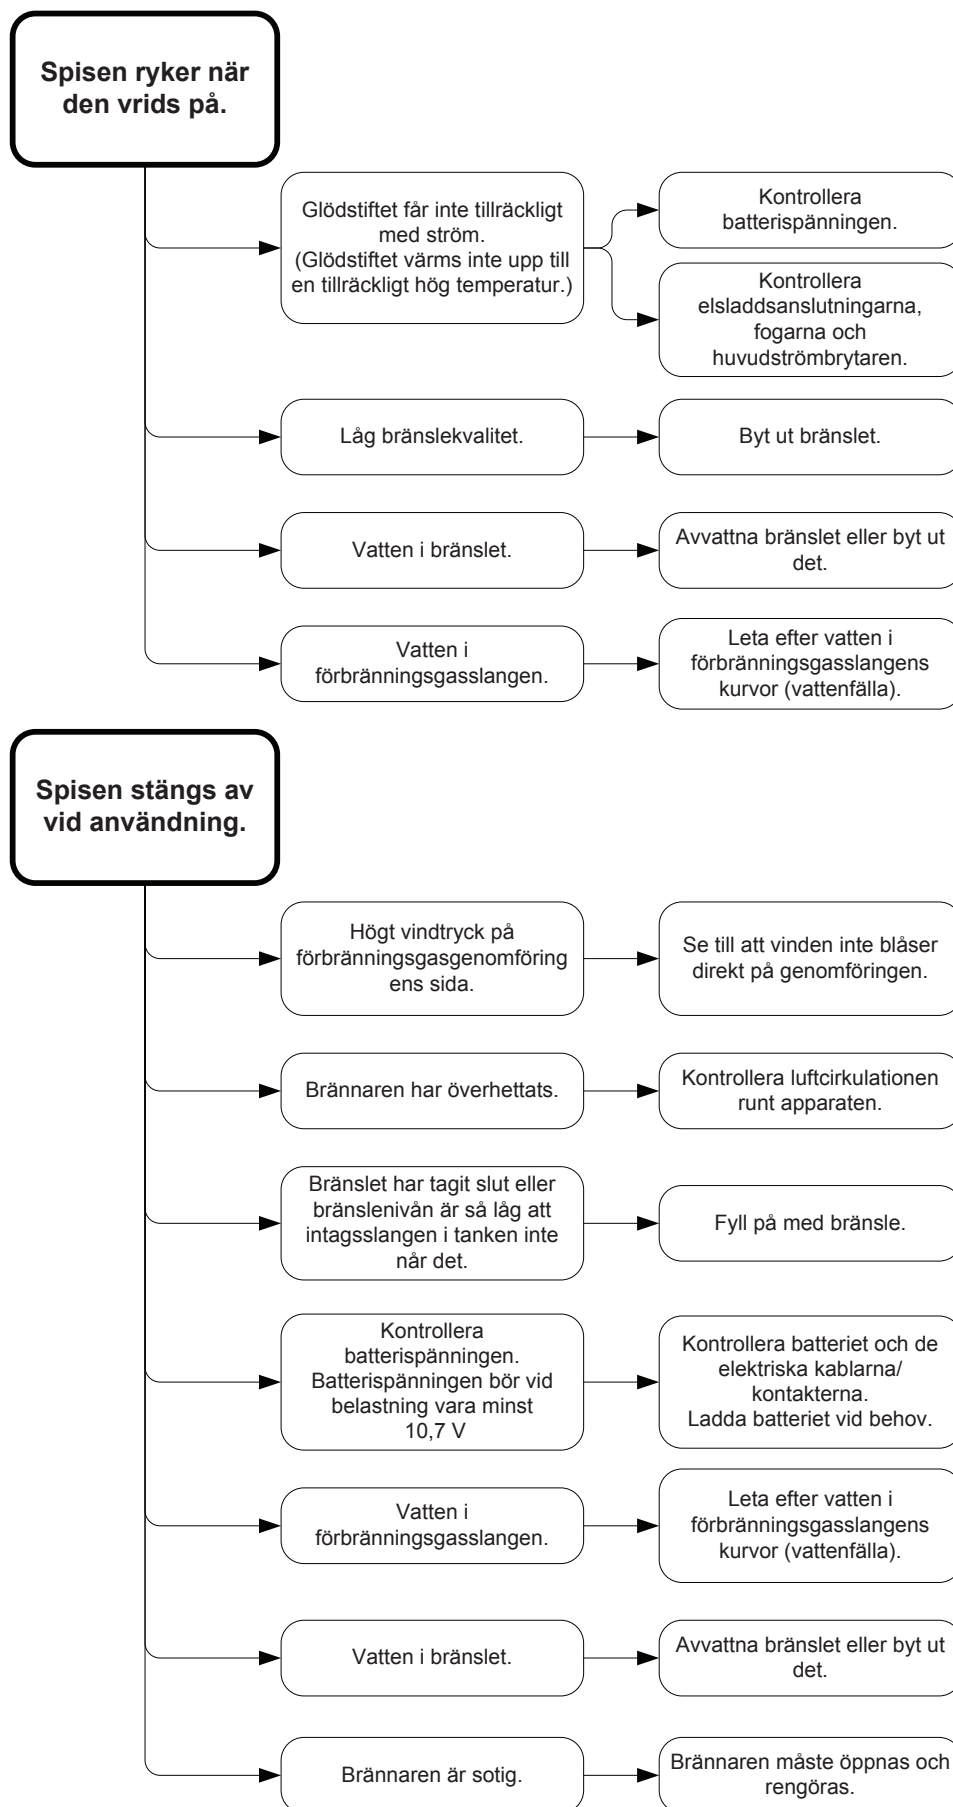 Spisen ryker när
den vrids på.
Glödstiftet får inte tillräckligt
med ström.
(Glödstiftet värms inte upp till
en tillräckligt hög temperatur.)
Kontrollera
batterispänningen.
Kontrollera
elsladdsanslutningarna,
fogarna och
huvudströmbrytaren.
Låg bränslekvalitet.
Byt ut bränslet.
Vatten i bränslet.
Avvattna bränslet eller byt ut
det.
Vatten i
förbränningsgasslangen.
Leta efter vatten i
förbränningsgasslangens
kurvor (vattenfälla).
Spisen stängs av
vid användning.
Högt vindtryck på
förbränningsgasgenomföring
ens sida.
Se till att vinden inte blåser
direkt på genomföringen.
Brännaren har överhettats.
Kontrollera luftcirkulationen
runt apparaten.
Bränslet har tagit slut eller
bränslenivån är så låg att
intagsslangen i tanken inte
når det.
Fyll på med bränsle.
Kontrollera
batterispänningen.
Batterispänningen bör vid
belastning vara minst
10,7 V
Kontrollera batteriet och de
elektriska kablarna/
kontakterna.
Ladda batteriet vid behov.
Vatten i
förbränningsgasslangen.
Leta efter vatten i
förbränningsgasslangens
kurvor (vattenfälla).
Vatten i bränslet.
Avvattna bränslet eller byt ut
det.
Brännaren är sotig.
Brännaren måste öppnas och
rengöras.